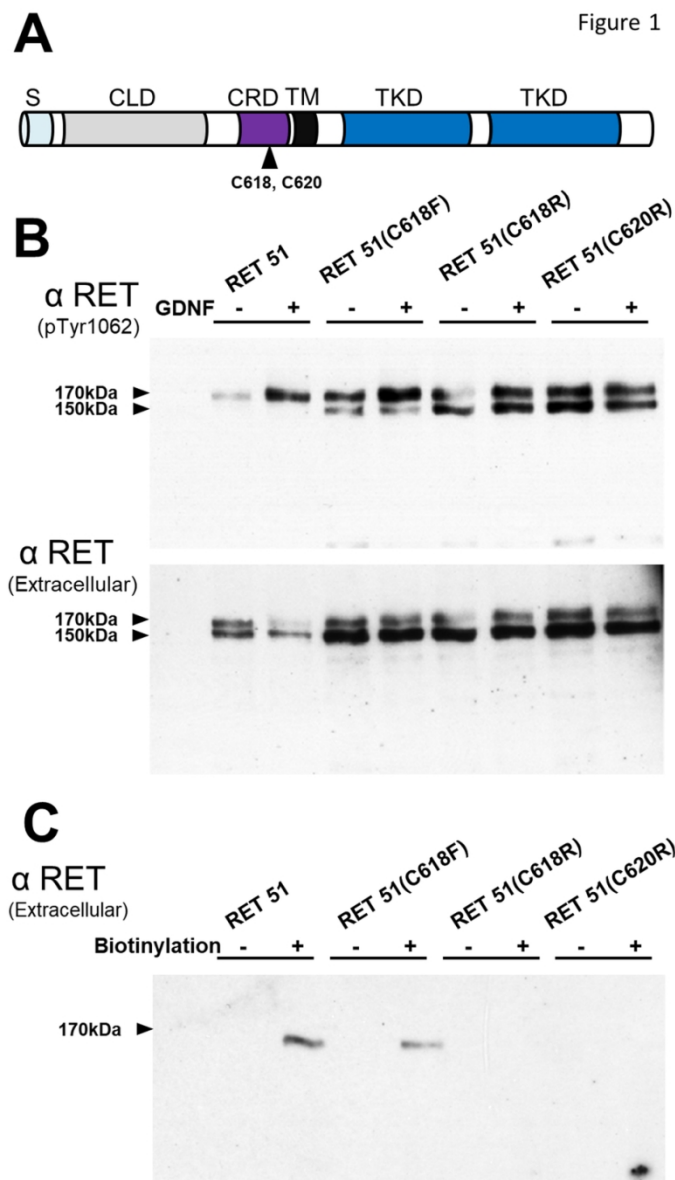 Figure 1
A
S CLD CRD TM TKD TKD
C618, C620
B
RET 51 RET 51(C618F) RET 51(C618R) RET 51(C620R)
α RET
(pTyr1062)
GDNF - + - + - + - +
170kDa
150kDa
α RET
(Extracellular)
170kDa
150kDa
C
α RET
(Extracellular)
RET 51 RET 51(C618F) RET 51(C618R) RET 51(C620R)
Biotinylation - + - + - + - +
170kDa